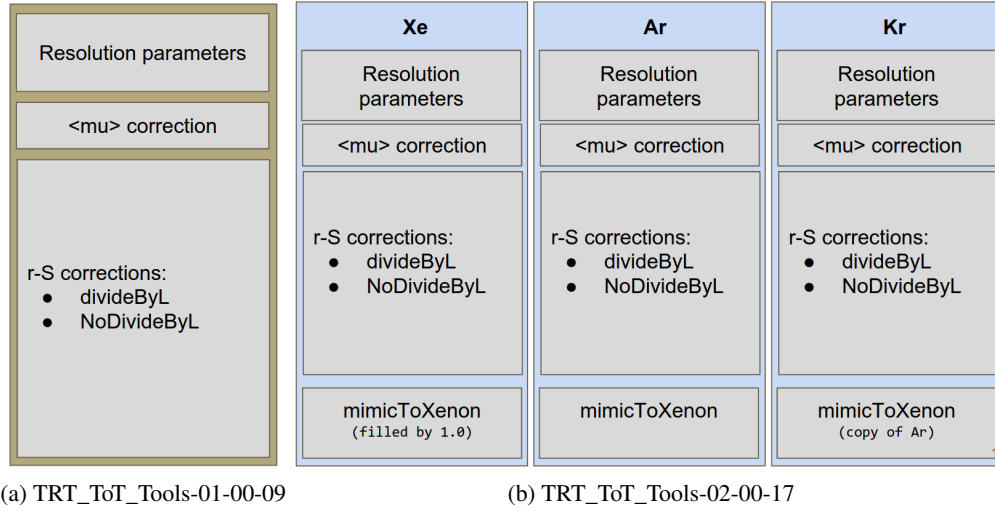 Resolution parameters
<mu> correction
r-S corrections:
● divideByL
● NoDivideByL
(a) TRT_ToT_Tools-01-00-09
Xe
Resolution
parameters
<mu> correction
r-S corrections:
● divideByL
● NoDivideByL
mimicToXenon
(filled by 1.0)
Ar
Resolution
parameters
<mu> correction
r-S corrections:
● divideByL
● NoDivideByL
mimicToXenon
Kr
Resolution
parameters
<mu> correction
r-S corrections:
● divideByL
● NoDivideByL
mimicToXenon
(copy of Ar)
(b) TRT_ToT_Tools-02-00-17